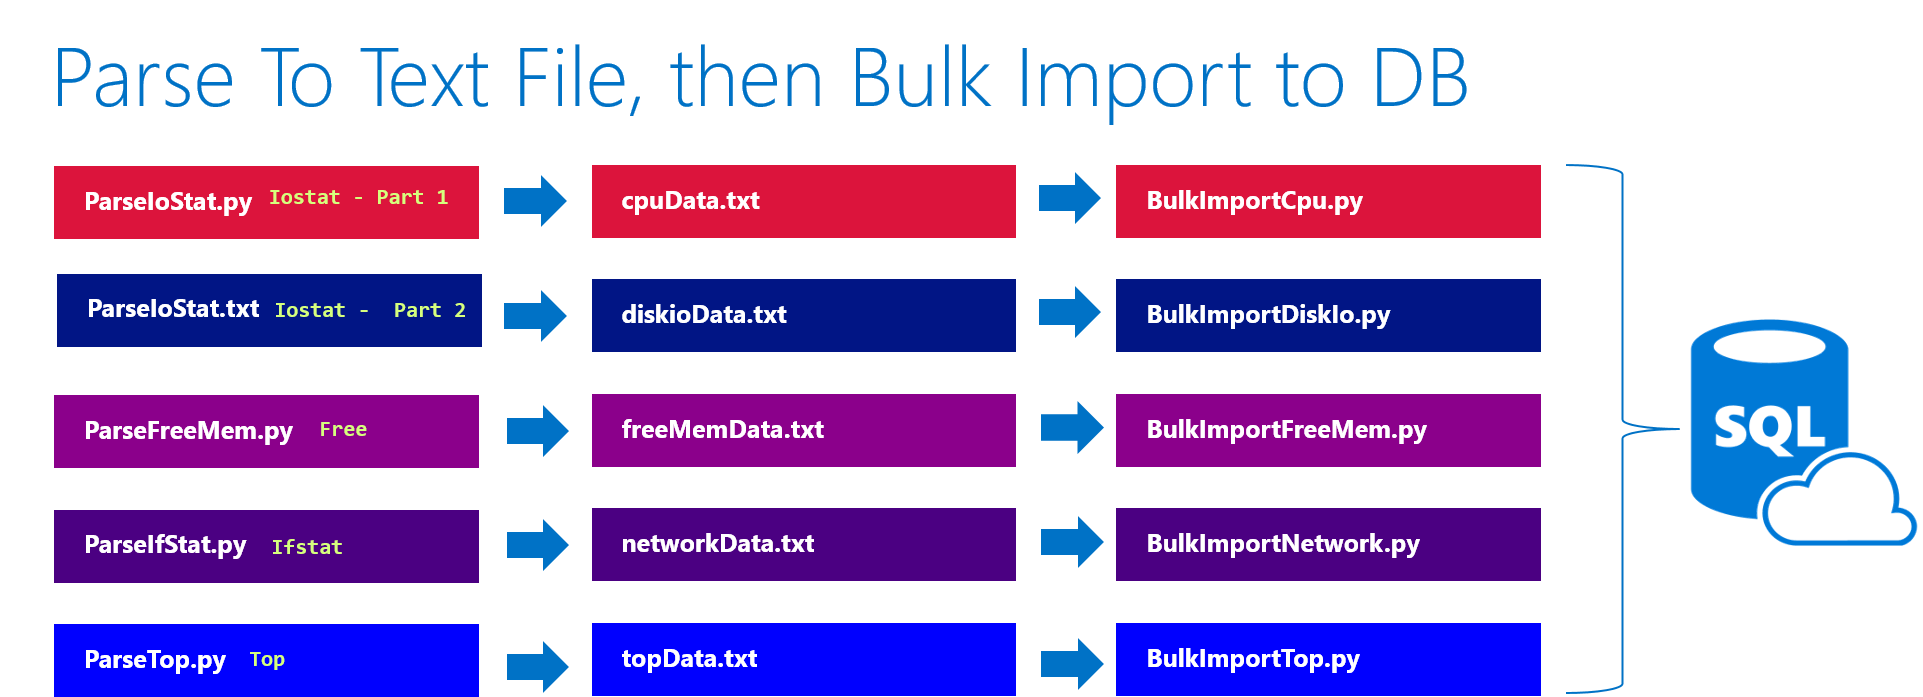 Parse To Text File, then Bulk Import to DB
ParseIoStat.py Iostat - Part 1
cpuData.txt
BulkImportCpu.py
ParseIoStat.txt Iostat - Part 2
diskioData.txt
BulkImportDiskIo.py
ParseFreeMem.py Free
freeMemData.txt
BulkImportFreeMem.py
ParseIfStat.py Ifstat
networkData.txt
BulkImportNetwork.py
ParseTop.py Top
topData.txt
BulkImportTop.py
SQL